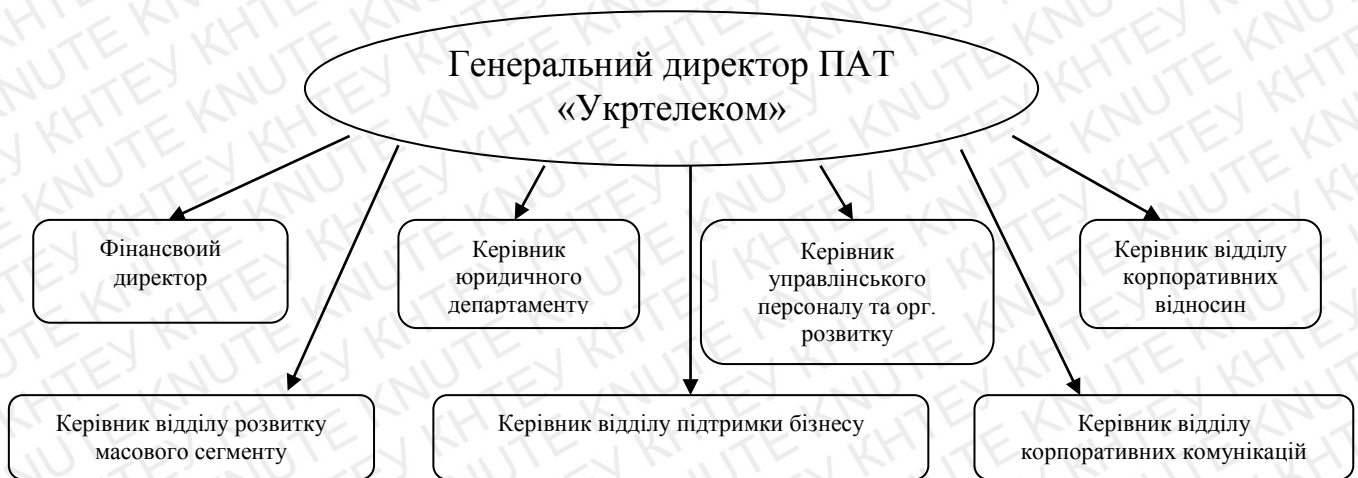 Генеральний директор ПАТ
«Укртелеком»
Фінансвоий
директор
Керівник
юридичного
департаменту
Керівник
управлінського
персоналу та орг.
розвитку
Керівник відділу
корпоративних
відносин
Керівник відділу розвитку
масового сегменту
Керівник відділу підтримки бізнесу
Керівник відділу
корпоративних комунікацій